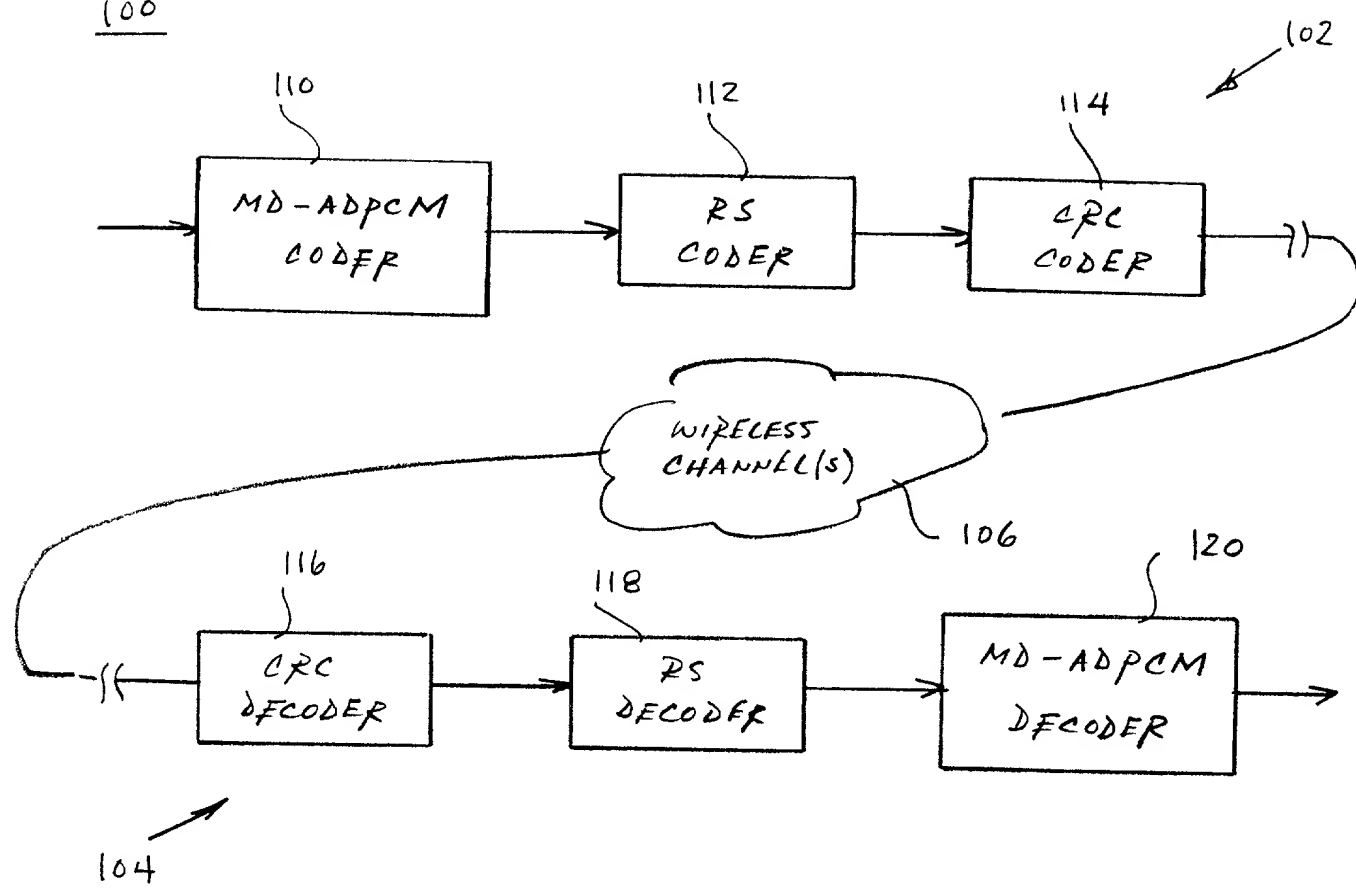 100
102
110
112
114
MD-ADPCM
CODER
RS
CODER
CRC
CODER
WIRELESS
CHANNEL(S)
106
116
118
120
CRC
DECODER
RS
DECODER
MD-ADPCM
DECODER
104